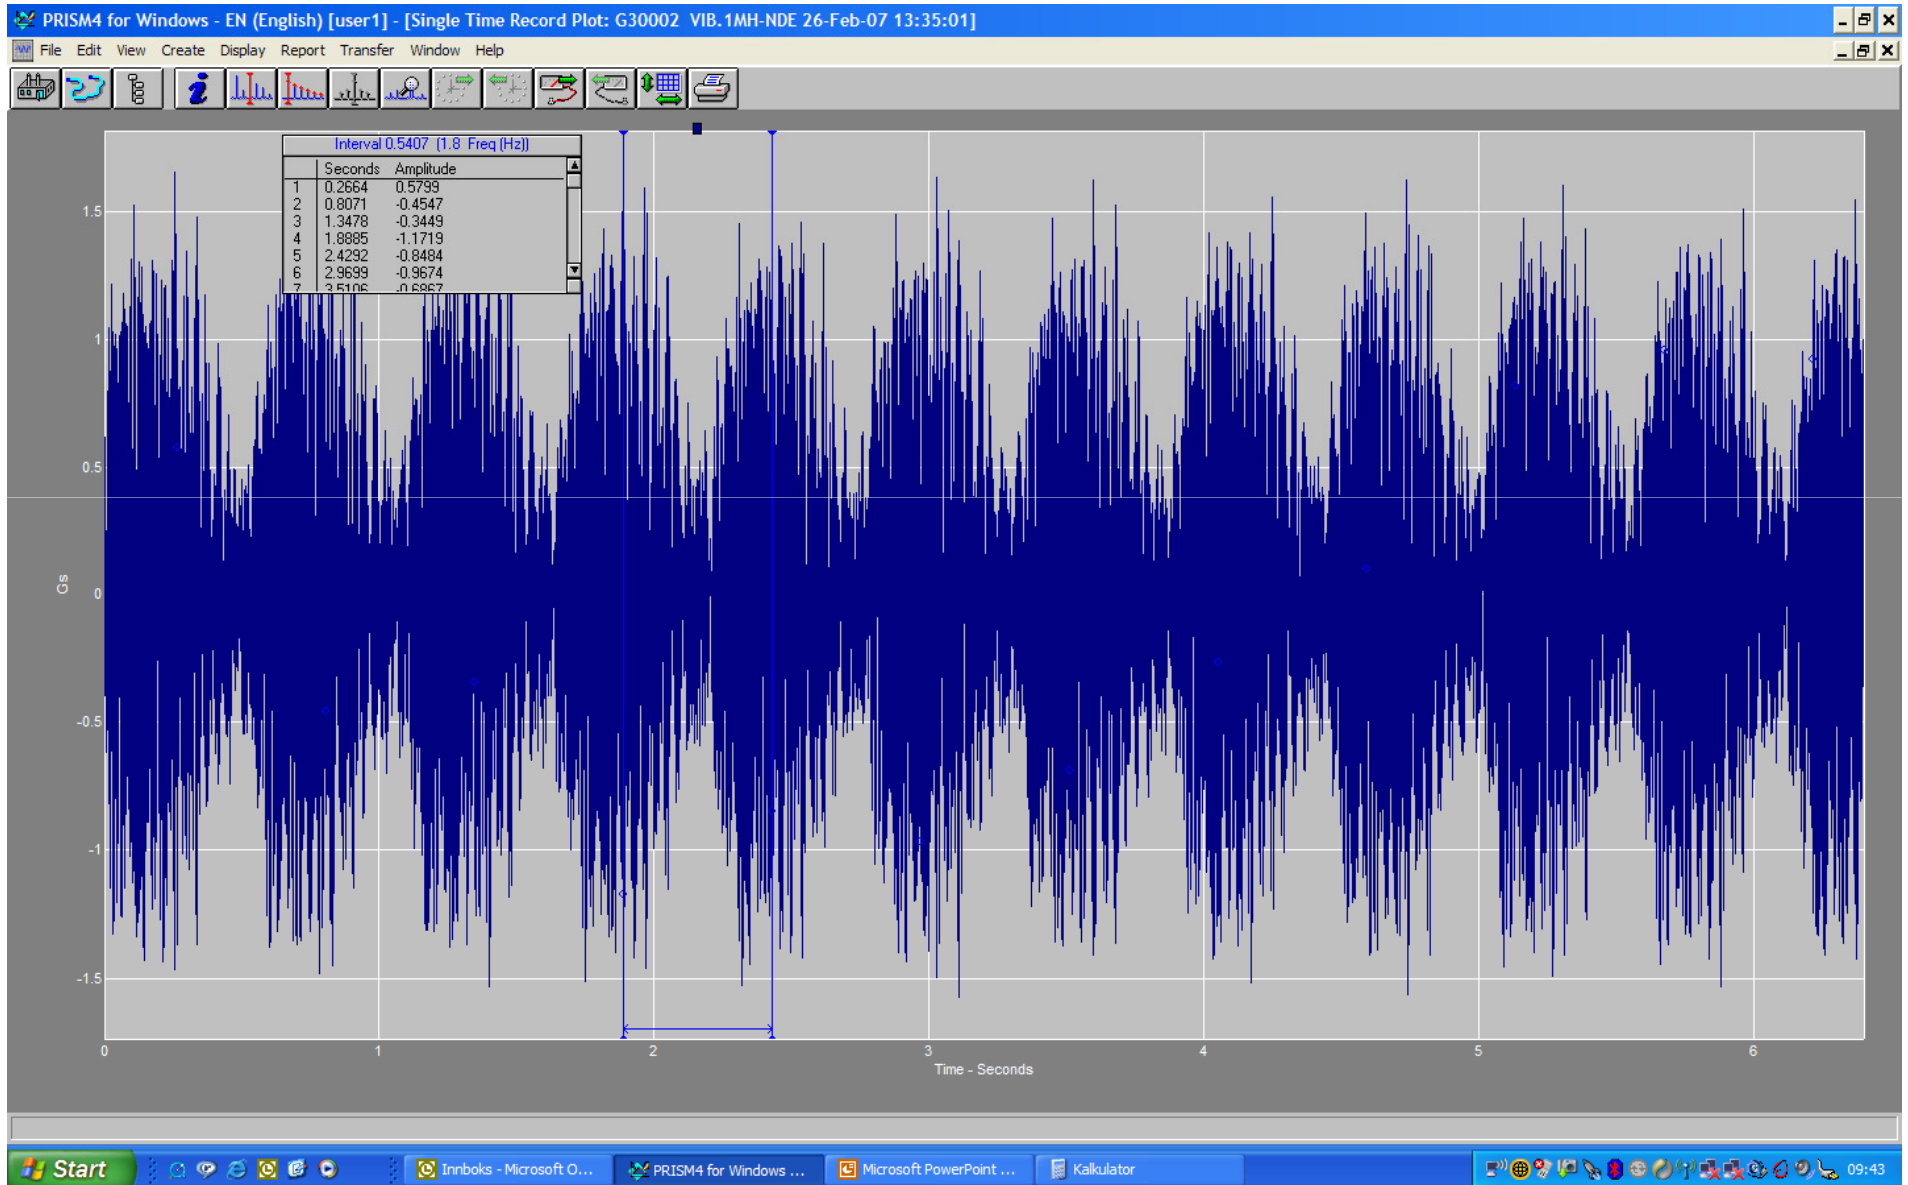 PRISM4 for Windows - EN (English) [user1] - [Single Time Record Plot: G30002 VIB.1MH-NDE 26-Feb-07 13:35:01]
File Edit View Create Display Report Transfer Window Help
Interval 0.5407 (1.8 Freq (Hz))
Seconds Amplitude
1 0.2664 0.5799
2 0.8071 -0.4547
3 1.3478 -0.3449
4 1.8885 -1.1719
5 2.4292 -0.8484
6 2.9699 -0.9674
7 3.5106 -0.6867
1.5
1
0.5
Gs
0
-0.5
-1
-1.5
0 1 2 3 4 5 6
Time - Seconds
Start Innboks - Microsoft O... PRISM4 for Windows ... Microsoft PowerPoint ... Kalkulator 09:43